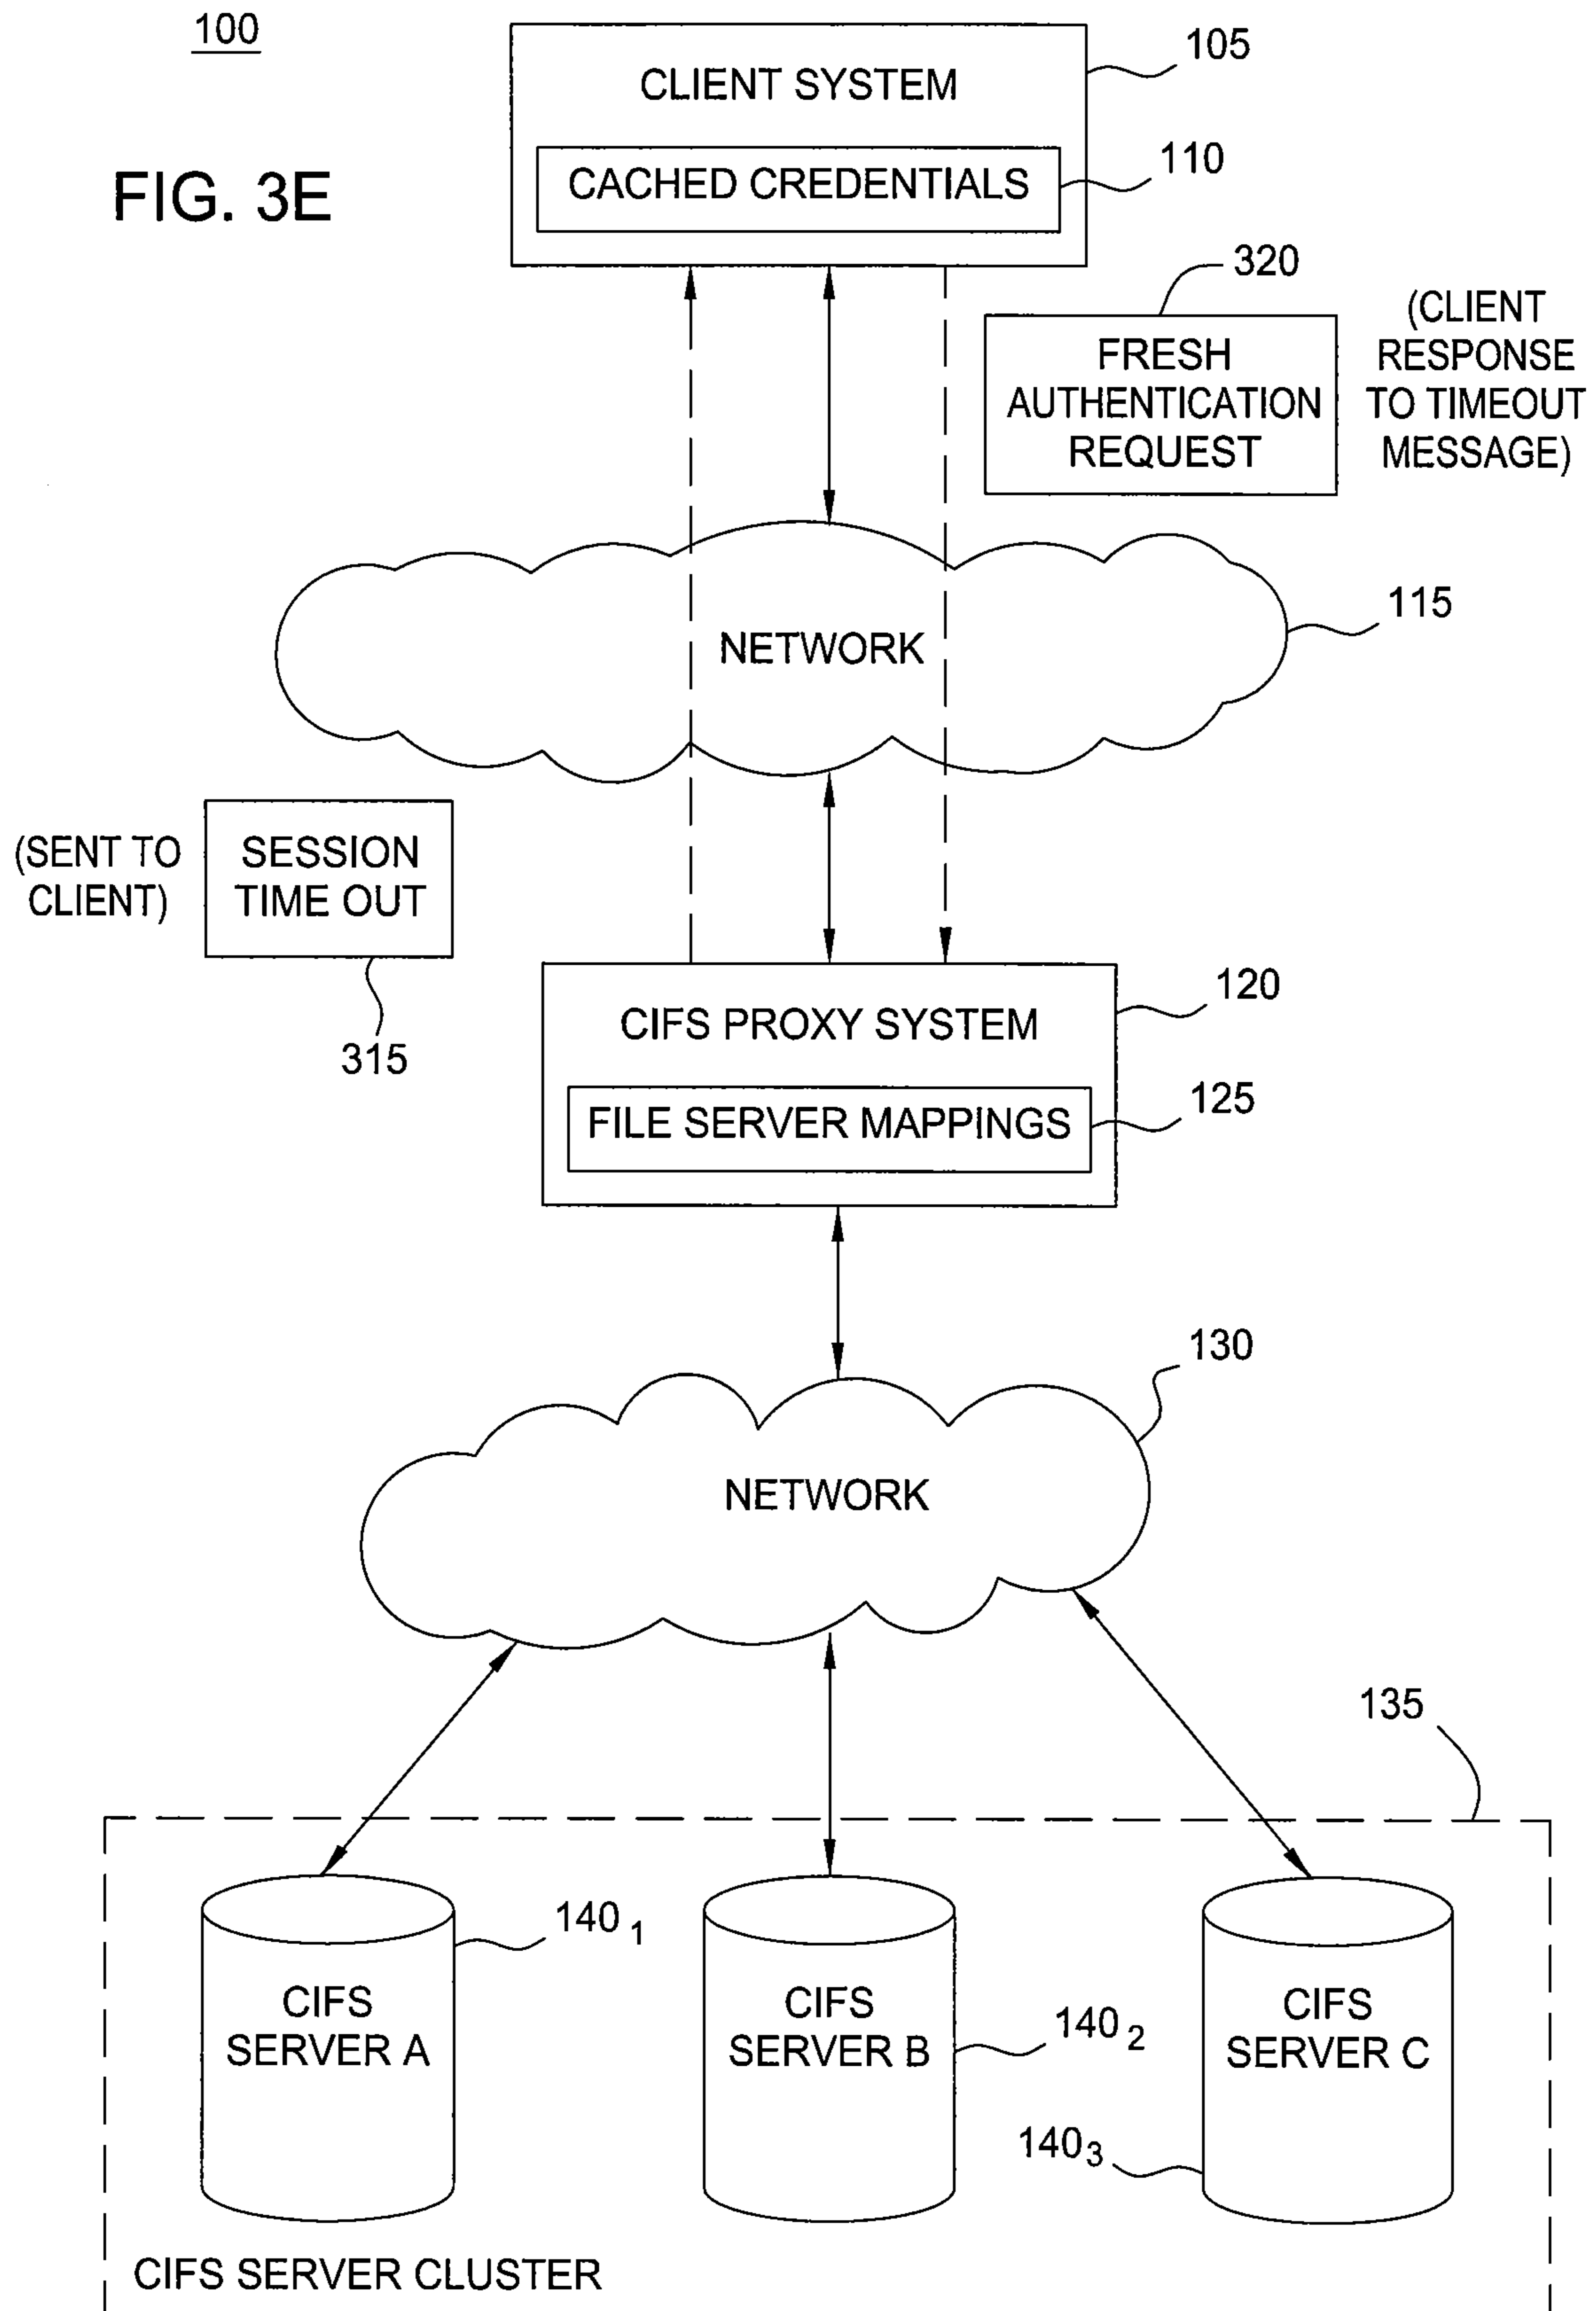 100
FIG. 3E
CLIENT SYSTEM
105
CACHED CREDENTIALS
110
320
FRESH
AUTHENTICATION
REQUEST
(CLIENT
RESPONSE
TO TIMEOUT
MESSAGE)
NETWORK
115
(SENT TO
CLIENT)
SESSION
TIME OUT
315
CIFS PROXY SYSTEM
120
FILE SERVER MAPPINGS
125
130
NETWORK
135
CIFS
SERVER A
140 1
CIFS
SERVER B
140 2
CIFS
SERVER C
140 3
CIFS SERVER CLUSTER